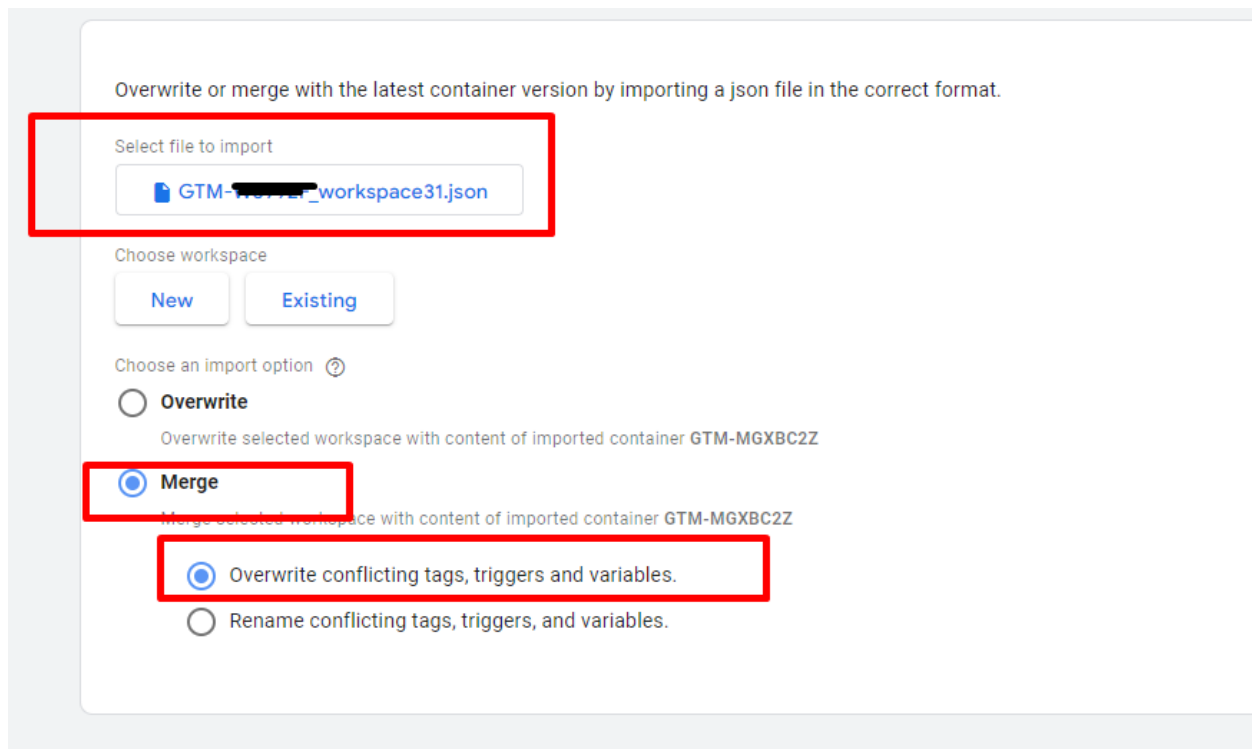 Overwrite or merge with the latest container version by importing a json file in the correct format.
Select file to import
GTM-_workspace31.json
Choose workspace
New Existing
Choose an import option
Overwrite
Overwrite selected workspace with content of imported container GTM-MGXBC2Z
Merge
Merge selected workspace with content of imported container GTM-MGXBC2Z
Overwrite conflicting tags, triggers and variables.
Rename conflicting tags, triggers, and variables.